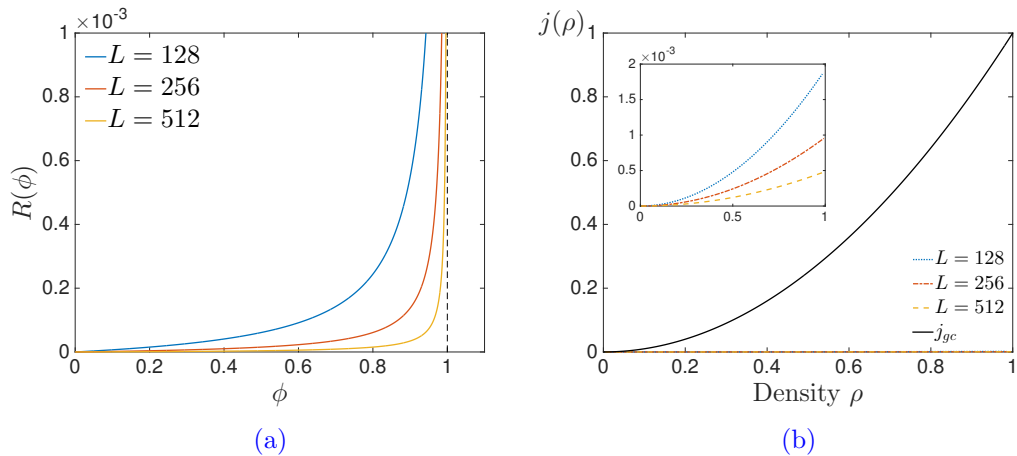 ×10⁻³
1
0.8
0.6
0.4
0.2
0
R(ϕ)
L = 128
L = 256
L = 512
0 0.2 0.4 0.6 0.8 1
ϕ
(a)
j(ρ)
1
0.8
0.6
0.4
0.2
0
2 ×10⁻³
1.5
1
0.5
0
0 0.5 1
L = 128
L = 256
L = 512
j_{gc}
0.2 0.4 0.6 0.8 1
Density ρ
(b)